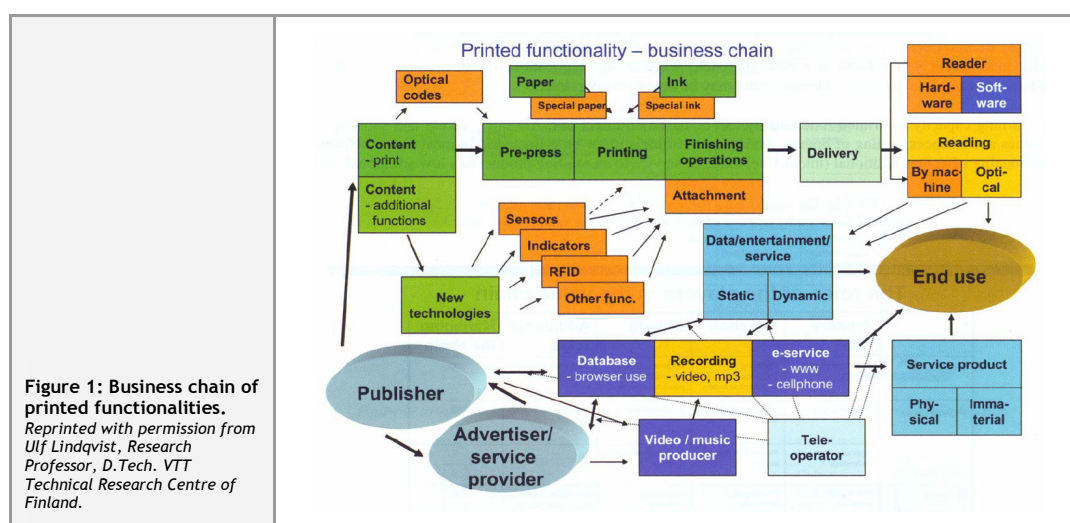 Printed functionality – business chain
Optical
codes
Paper
Special paper
Ink
Special ink
Reader
Hard-
ware
Soft-
ware
Content
- print
Content
- additional
functions
Pre-press
Printing
Finishing
operations
Attachment
Delivery
Reading
By mac
hine
Opti-
cal
Sensors
Indicators
RFID
Other func.
New
technologies
Data/entertainment/
service
Static
Dynamic
End use
Database
- browser use
Recording
- video, mp3
e-service
- www
- cellphone
Service product
Phy-
sical
Imma-
terial
Publisher
Advertiser/
service
provider
Video / music
producer
Tele-
operator
Figure 1: Business chain of
printed functionalities.
Reprinted with permission from
Ulf Lindqvist, Research
Professor, D.Tech. VTT
Technical Research Centre of
Finland.